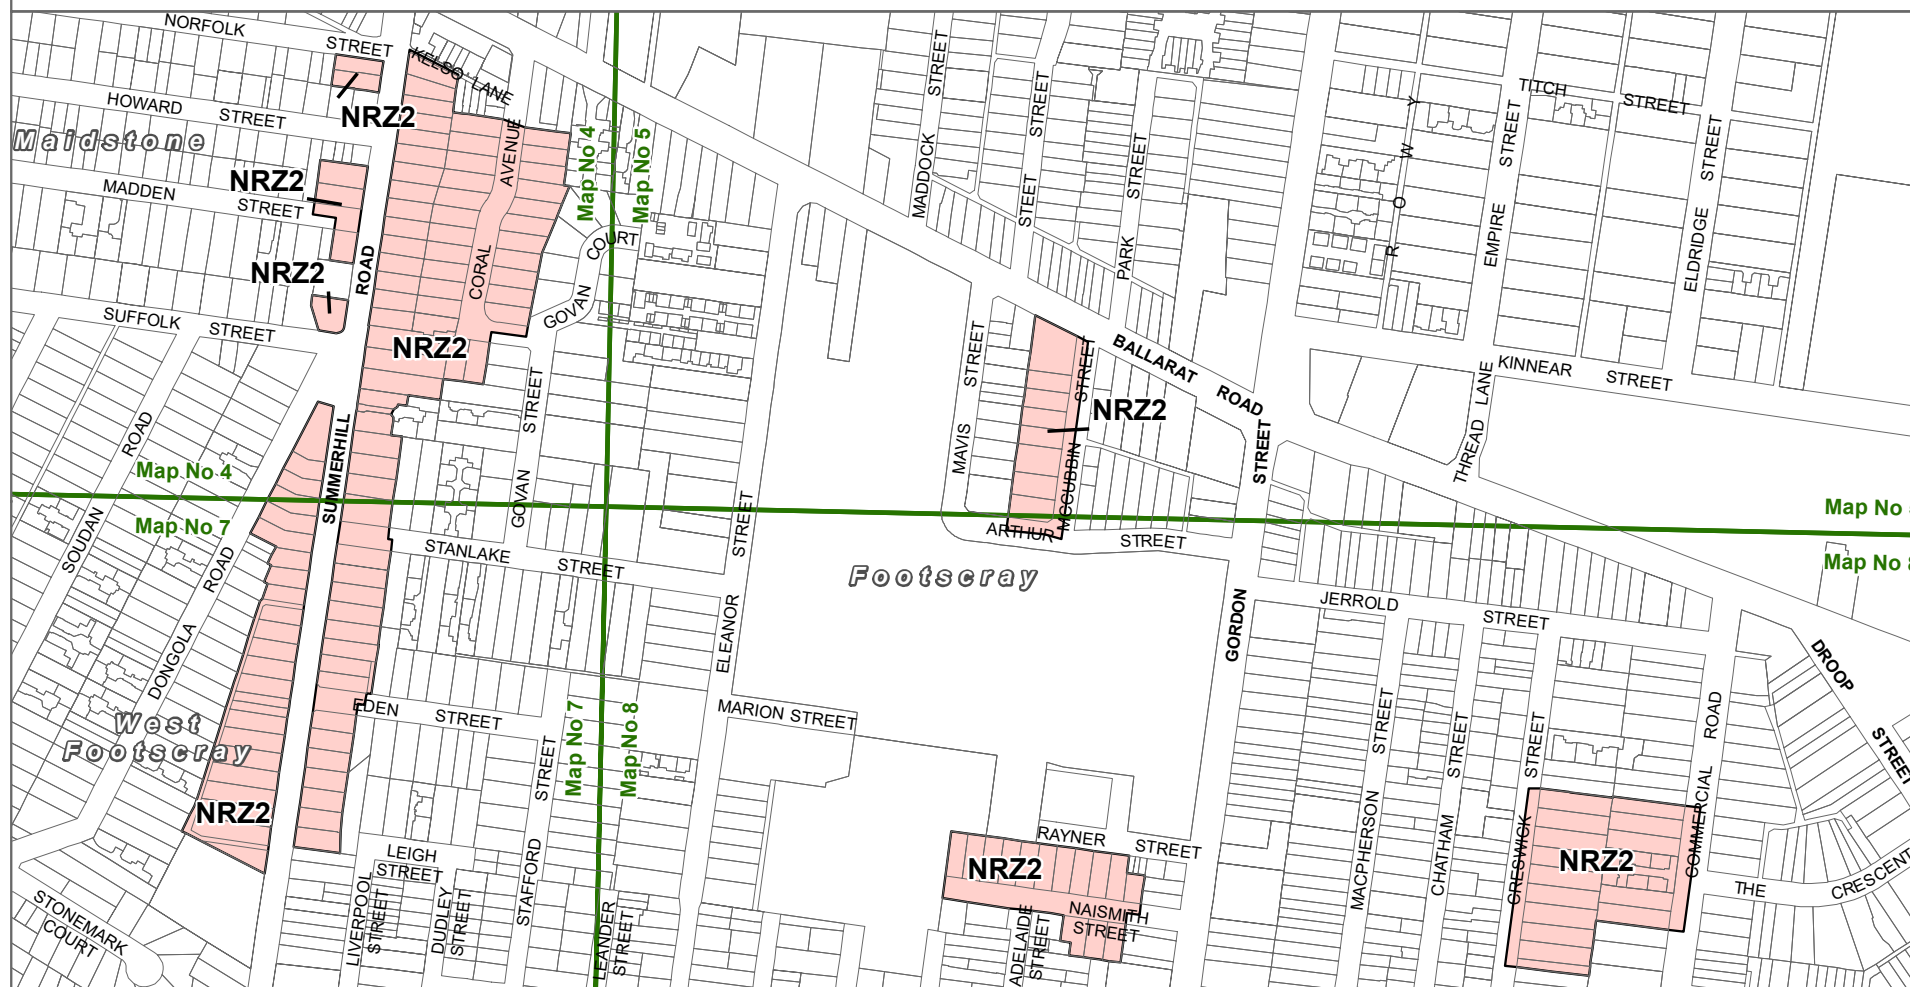 NORFOLK
STREET
KELSO LANE
NRZ2
HOWARD
STREET
Maidstone
AVENUE
Map No 4
Map No 5
NRZ2
MADDEN
STREET
CORAL
COURT
GOVAN
NRZ2
ROAD
SUFFOLK
STREET
NRZ2
STREET
GOVAN
ROAD
SOUDAN
Map No 4
Map No 7
SUMMERHILL
STREET
MADDOCK
STREET
STEET
STREET
PARK
STREET
ELEANOR
MAVIS
STREET
STREET
MCCUBBIN
NRZ2
BALLARAT
ROAD
ARTHUR
STREET
R O W Y
TITCH
STREET
EMPIRE
STREET
ELDRIDGE
STREET
KINNEAR
STREET
THREAD LANE
STREET
GORDON
Map No
Map No 8
STANLAKE
STREET
Footscray
JERROLD
STREET
DROOP
STREET
DONGOLA
ROAD
West
Footscray
EDEN
STREET
Map No 7
Map No 8
MARION STREET
NRZ2
LEIGH
STREET
STREET
STAFFORD
LIVERPOOL
STREET
DUDLEY
STREET
LEANDER
STREET
STONEMARK
COURT
RAYNER
STREET
NRZ2
NAISMITH
STREET
ADELAIDE
STREET
MACPHERSON
STREET
CHATHAM
STREET
CRESWICK
STREET
NRZ2
COMMERCIAL
ROAD
THE
CRESCENT